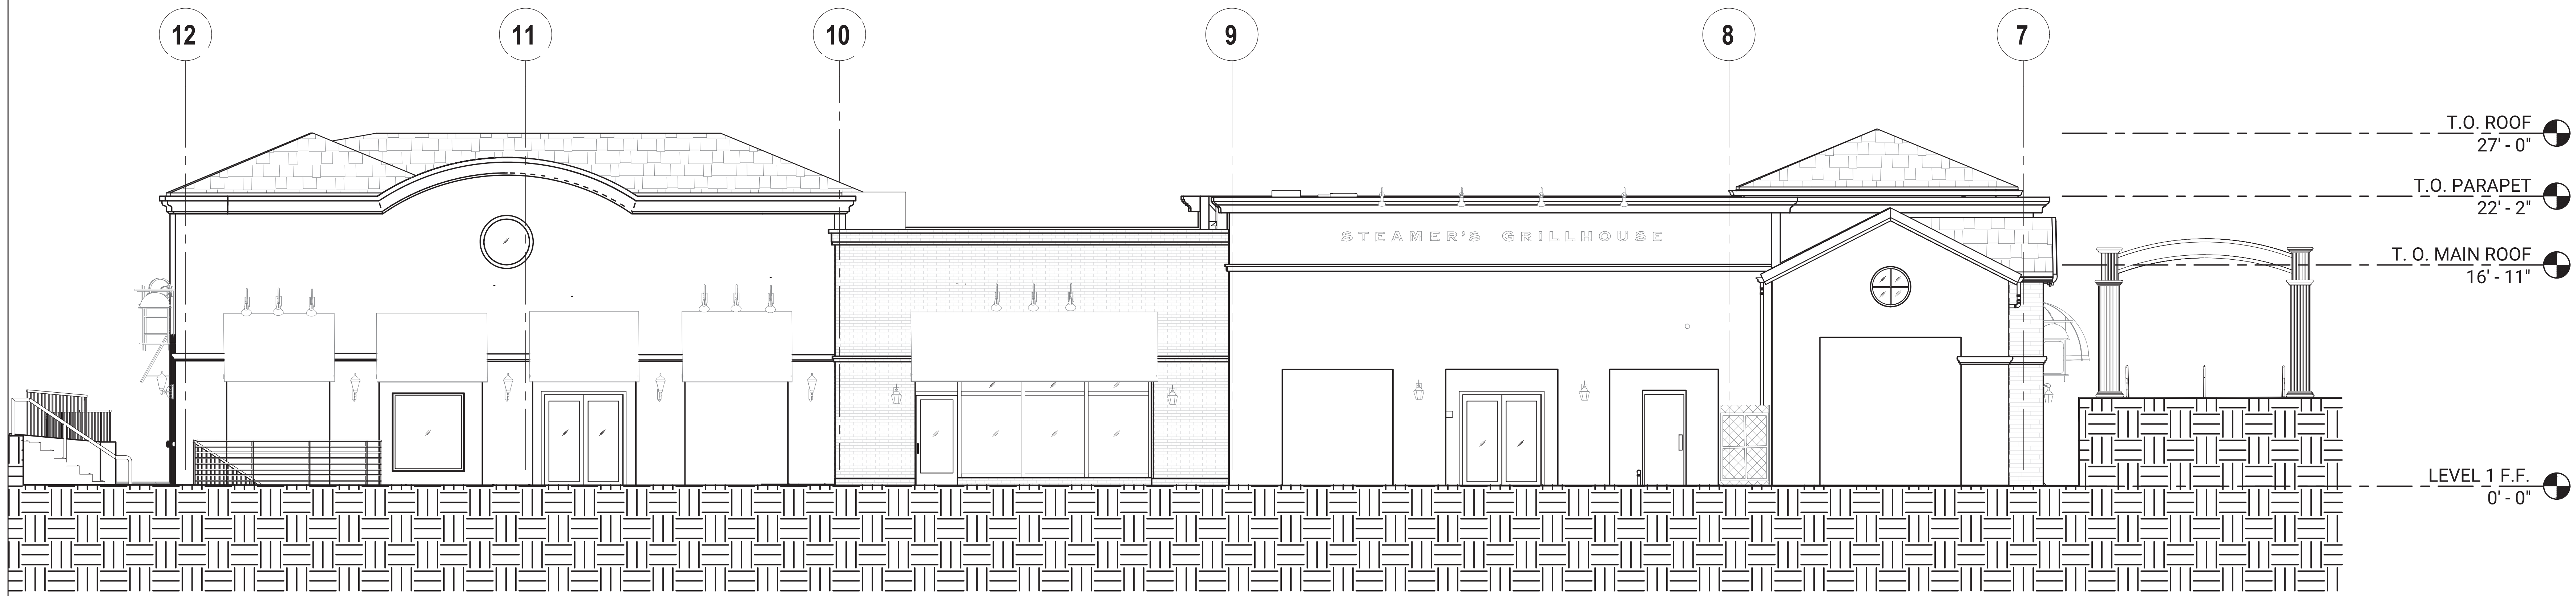 12 11 10 9 8 7
T.O. ROOF
27' - 0"
T.O. PARAPET
22' - 2"
STEAMER'S GRILLHOUSE
T. O. MAIN ROOF
16' - 11"
LEVEL 1 F.F.
0' - 0"